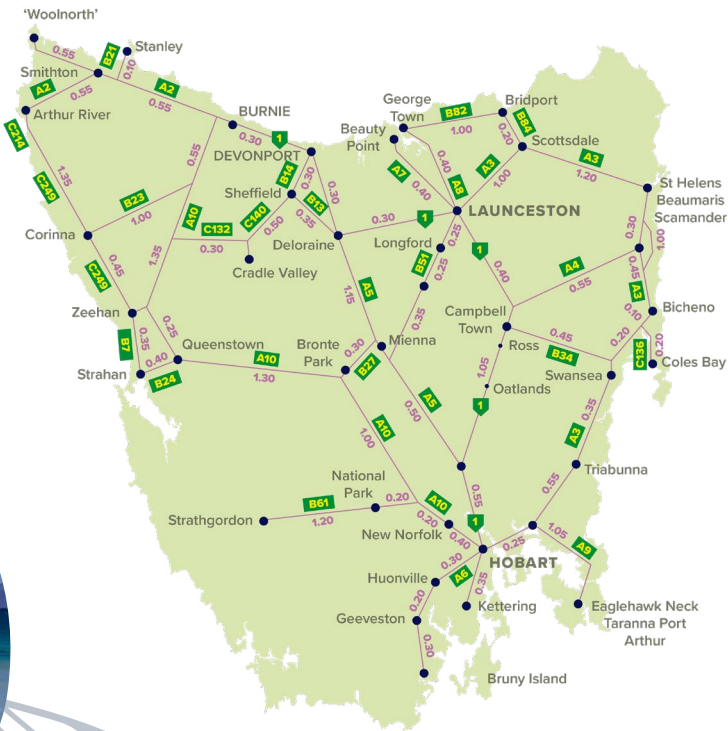 'Woolnorth'
0.55
B21
Stanley
0.10
Smithton
A2
0.55
A2
0.55
Arthur River
BURNIE
0.30
1
DEVONPORT
George
Town
B82
1.00
Bridport
0.20
B84
Beauty
Point
Scottsdale
C214
1.35
C249
0.55
B14
0.30
0.30
B13
Sheffield
0.35
0.40
A7
0.40
A8
A3
1.00
A3
1.20
St Helens
Beaumaris
Scamander
B23
1.00
A10
C132
0.30
C140
0.50
Deloraine
0.30
1
LAUNCESTON
0.25
Corinna
Cradle Valley
Longford
B51
0.25
1
0.40
A4
0.55
0.30
1.00
0.45
A3
C249
0.45
1.35
A5
1.15
0.35
Zeehan
0.25
Campbell
Town
0.10
Bicheno
B7
0.35
0.40
Queenstown
A10
1.30
Bronte
Park
0.30
B27
Mienna
Ross
0.45
B34
0.20
C136
0.20
Coles Bay
Strahan
B24
Swansea
1.05
Oatlands
A5
0.50
1
0.35
A3
A10
1.00
Triabunna
National
Park
0.20
B61
1.20
Strathgordon
A10
0.20
New Norfolk
0.40
0.55
1
0.55
0.25
HOBART
1.05
A9
0.30
A6
0.35
Huonville
0.20
Kettering
Geeveston
0.30
Eaglehawk Neck
Taranna Port
Arthur
Bruny Island